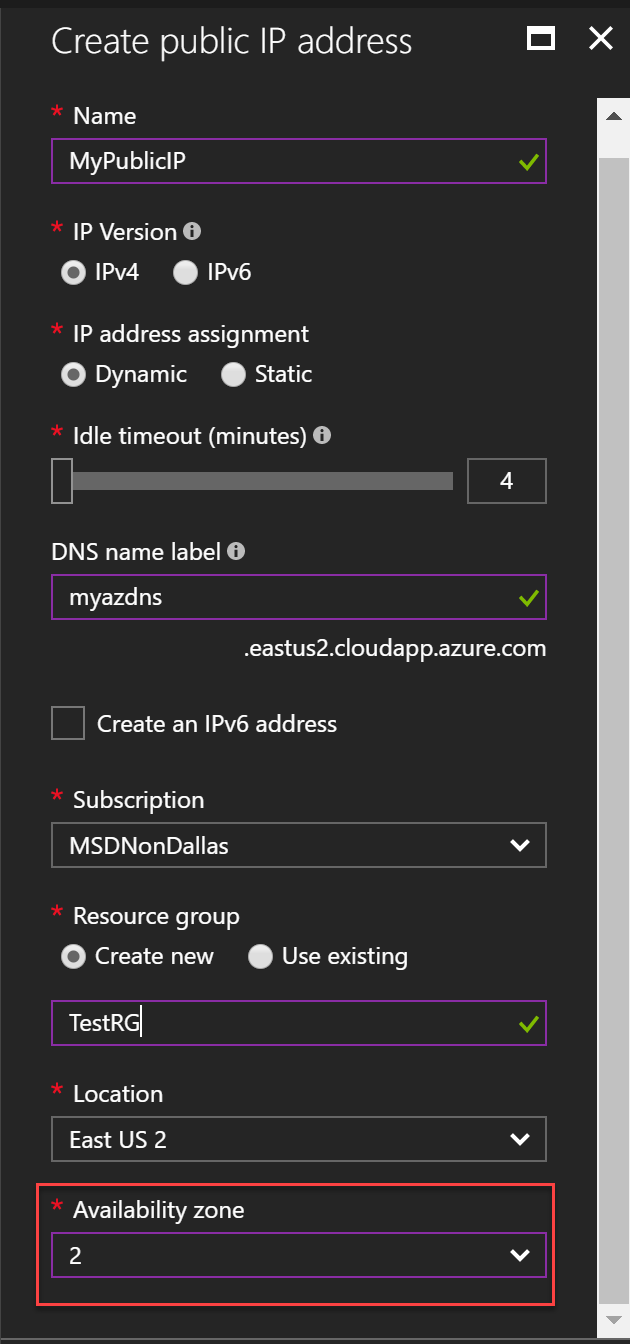 Create public IP address
* Name
MyPublicIP
* IP Version
IPv4 IPv6
* IP address assignment
Dynamic Static
* Idle timeout (minutes)
4
DNS name label
myazdns
.eastus2.cloudapp.azure.com
Create an IPv6 address
* Subscription
MSDNonDallas
* Resource group
Create new Use existing
TestRG
* Location
East US 2
* Availability zone
2